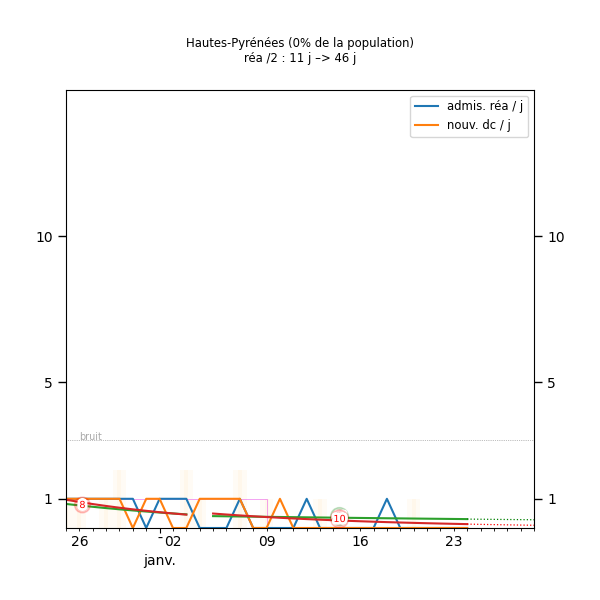 Hautes-Pyrénées (0% de la population)
réa /2 : 11 j –> 46 j
admis. réa / j
nouv. dc / j
10
10
5
5
bruit
1
1
8
10
26
02
09
16
23
janv.